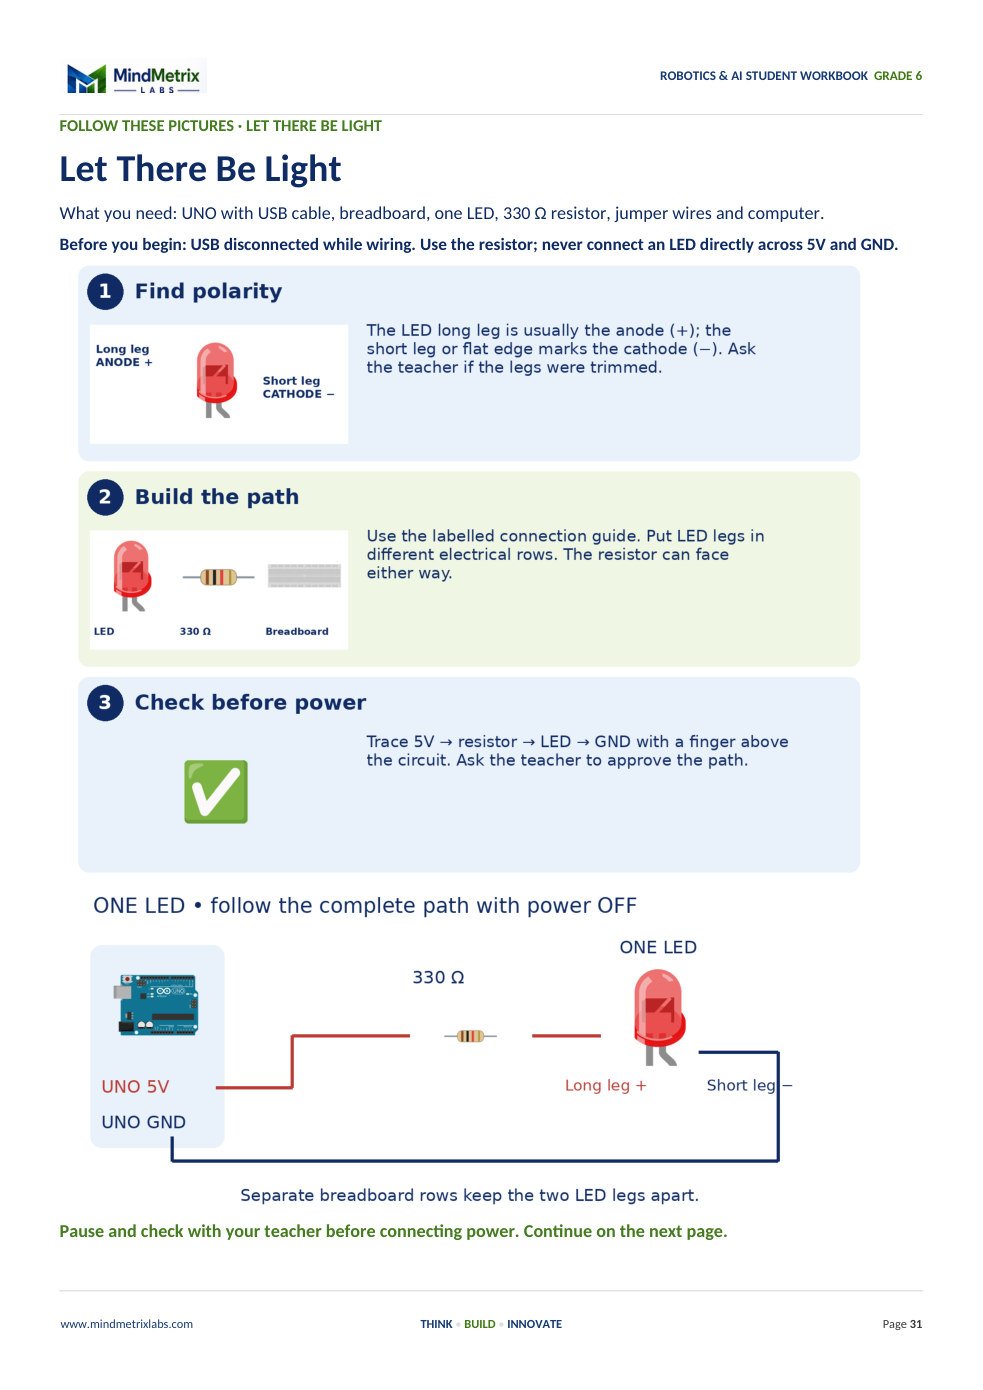 MindMetrix
LABS
ROBOTICS & AI STUDENT WORKBOOK GRADE 6
FOLLOW THESE PICTURES · LET THERE BE LIGHT
Let There Be Light
What you need: UNO with USB cable, breadboard, one LED, 330 Ω resistor, jumper wires and computer.
Before you begin: USB disconnected while wiring. Use the resistor; never connect an LED directly across 5V and GND.
1 Find polarity
Long leg
ANODE +
Short leg
CATHODE −
The LED long leg is usually the anode (+); the
short leg or flat edge marks the cathode (−). Ask
the teacher if the legs were trimmed.
2 Build the path
LED
330 Ω
Breadboard
Use the labelled connection guide. Put LED legs in
different electrical rows. The resistor can face
either way.
3 Check before power
Trace 5V → resistor → LED → GND with a finger above
the circuit. Ask the teacher to approve the path.
ONE LED • follow the complete path with power OFF
ONE LED
330 Ω
UNO 5V
Long leg +
Short leg −
UNO GND
Separate breadboard rows keep the two LED legs apart.
Pause and check with your teacher before connecting power. Continue on the next page.
www.mindmetrixlabs.com
THINK • BUILD • INNOVATE
Page 31